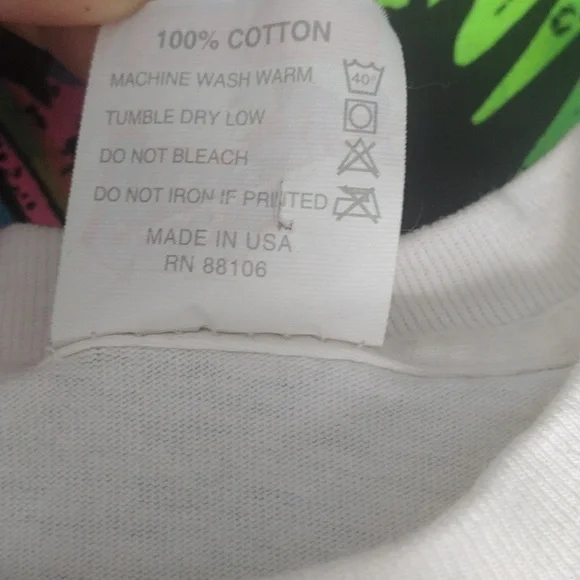 100% COTTON
MACHINE WASH WARM 40°
TUMBLE DRY LOW
DO NOT BLEACH
DO NOT IRON IF PRINTED
MADE IN USA
RN 88106